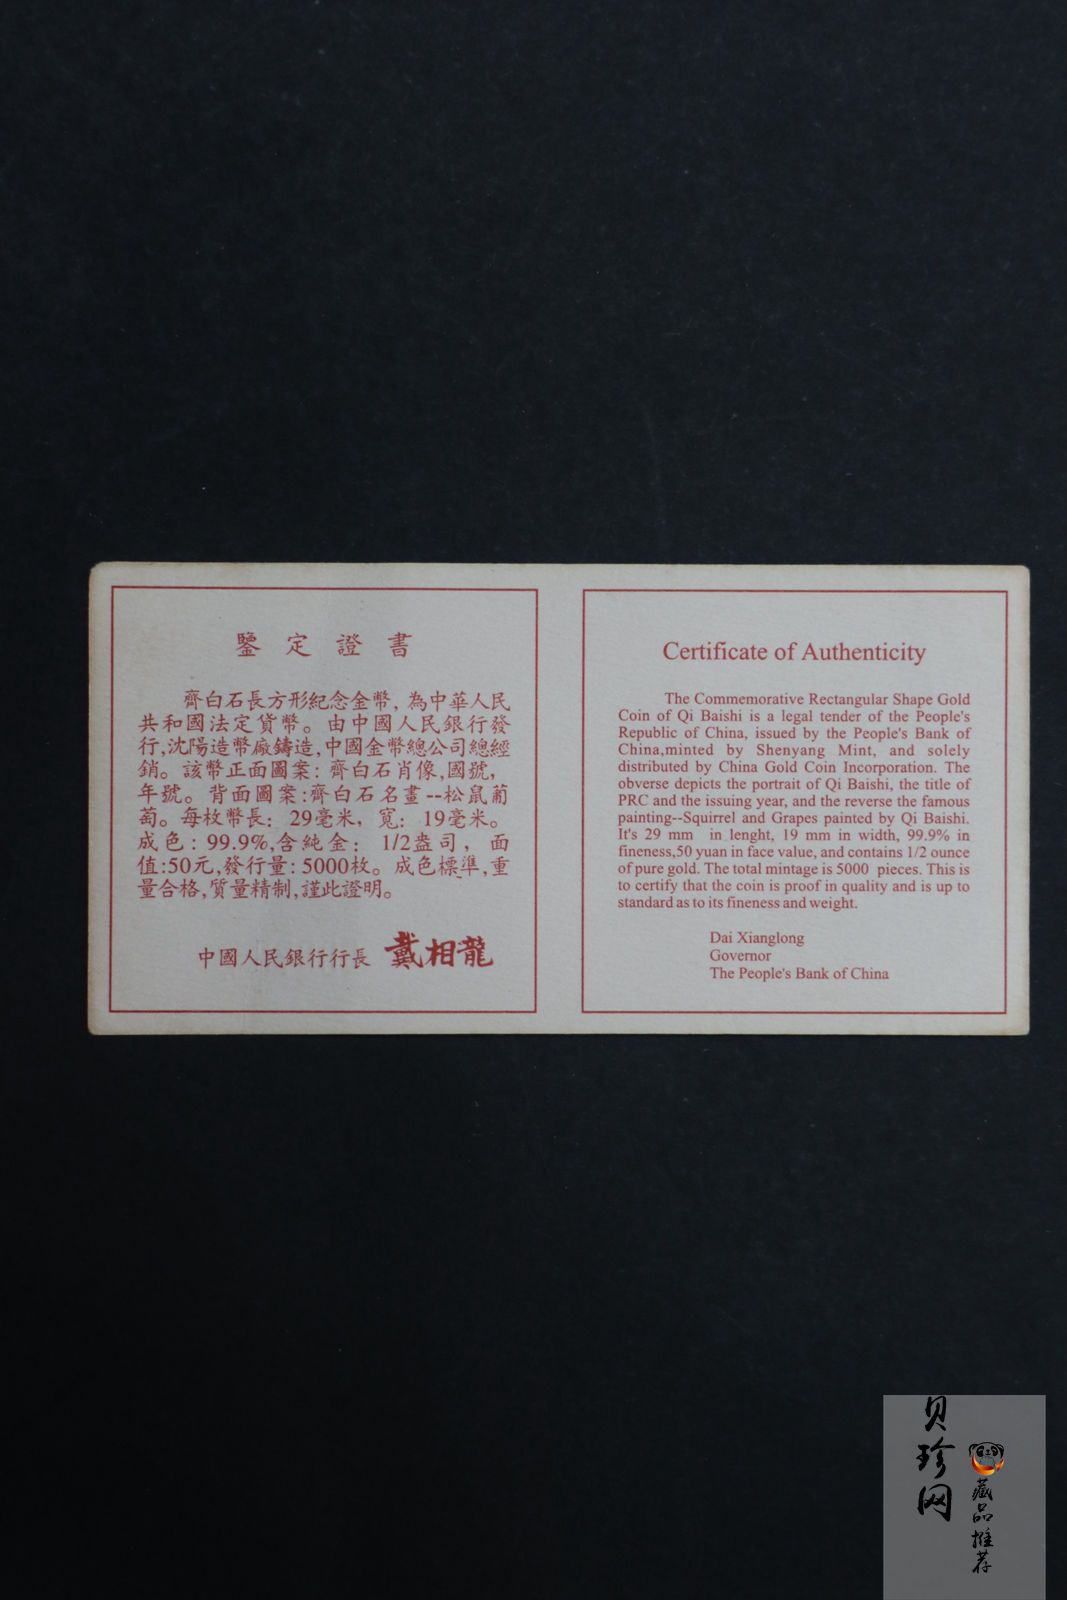 鑒定證書
齊白石長方形紀念金幣，為中華人民
共和國法定貨幣。由中國人民銀行發
行,沈陽造幣廠鑄造,中國金幣總公司總經
銷。該幣正面圖案：齊白石肖像,國號，
年號。背面圖案:齊白石名畫--松鼠葡
萄。每枚幣長：29毫米，寬：19毫米。
成色：99.9%,含純金：1/2盎司，面
值:50元,發行量：5000枚。成色標準,重
量合格,質量精制,謹此證明。
中國人民銀行行長 戴相龍
Certificate of Authenticity
The Commemorative Rectangular Shape Gold
Coin of Qi Baishi is a legal tender of the People's
Republic of China, issued by the People's Bank of
China,minted by Shenyang Mint, and solely
distributed by China Gold Coin Incorporation. The
obverse depicts the portrait of Qi Baishi, the title of
PRC and the issuing year, and the reverse the famous
painting--Squirrel and Grapes painted by Qi Baishi.
It's 29 mm in lenght, 19 mm in width, 99.9% in
fineness,50 yuan in face value, and contains 1/2 ounce
of pure gold. The total mintage is 5000 pieces. This is
to certify that the coin is proof in quality and is up to
standard as to its fineness and weight.
Dai Xianglong
Governor
The People's Bank of China
贝珍网
藏品推荐